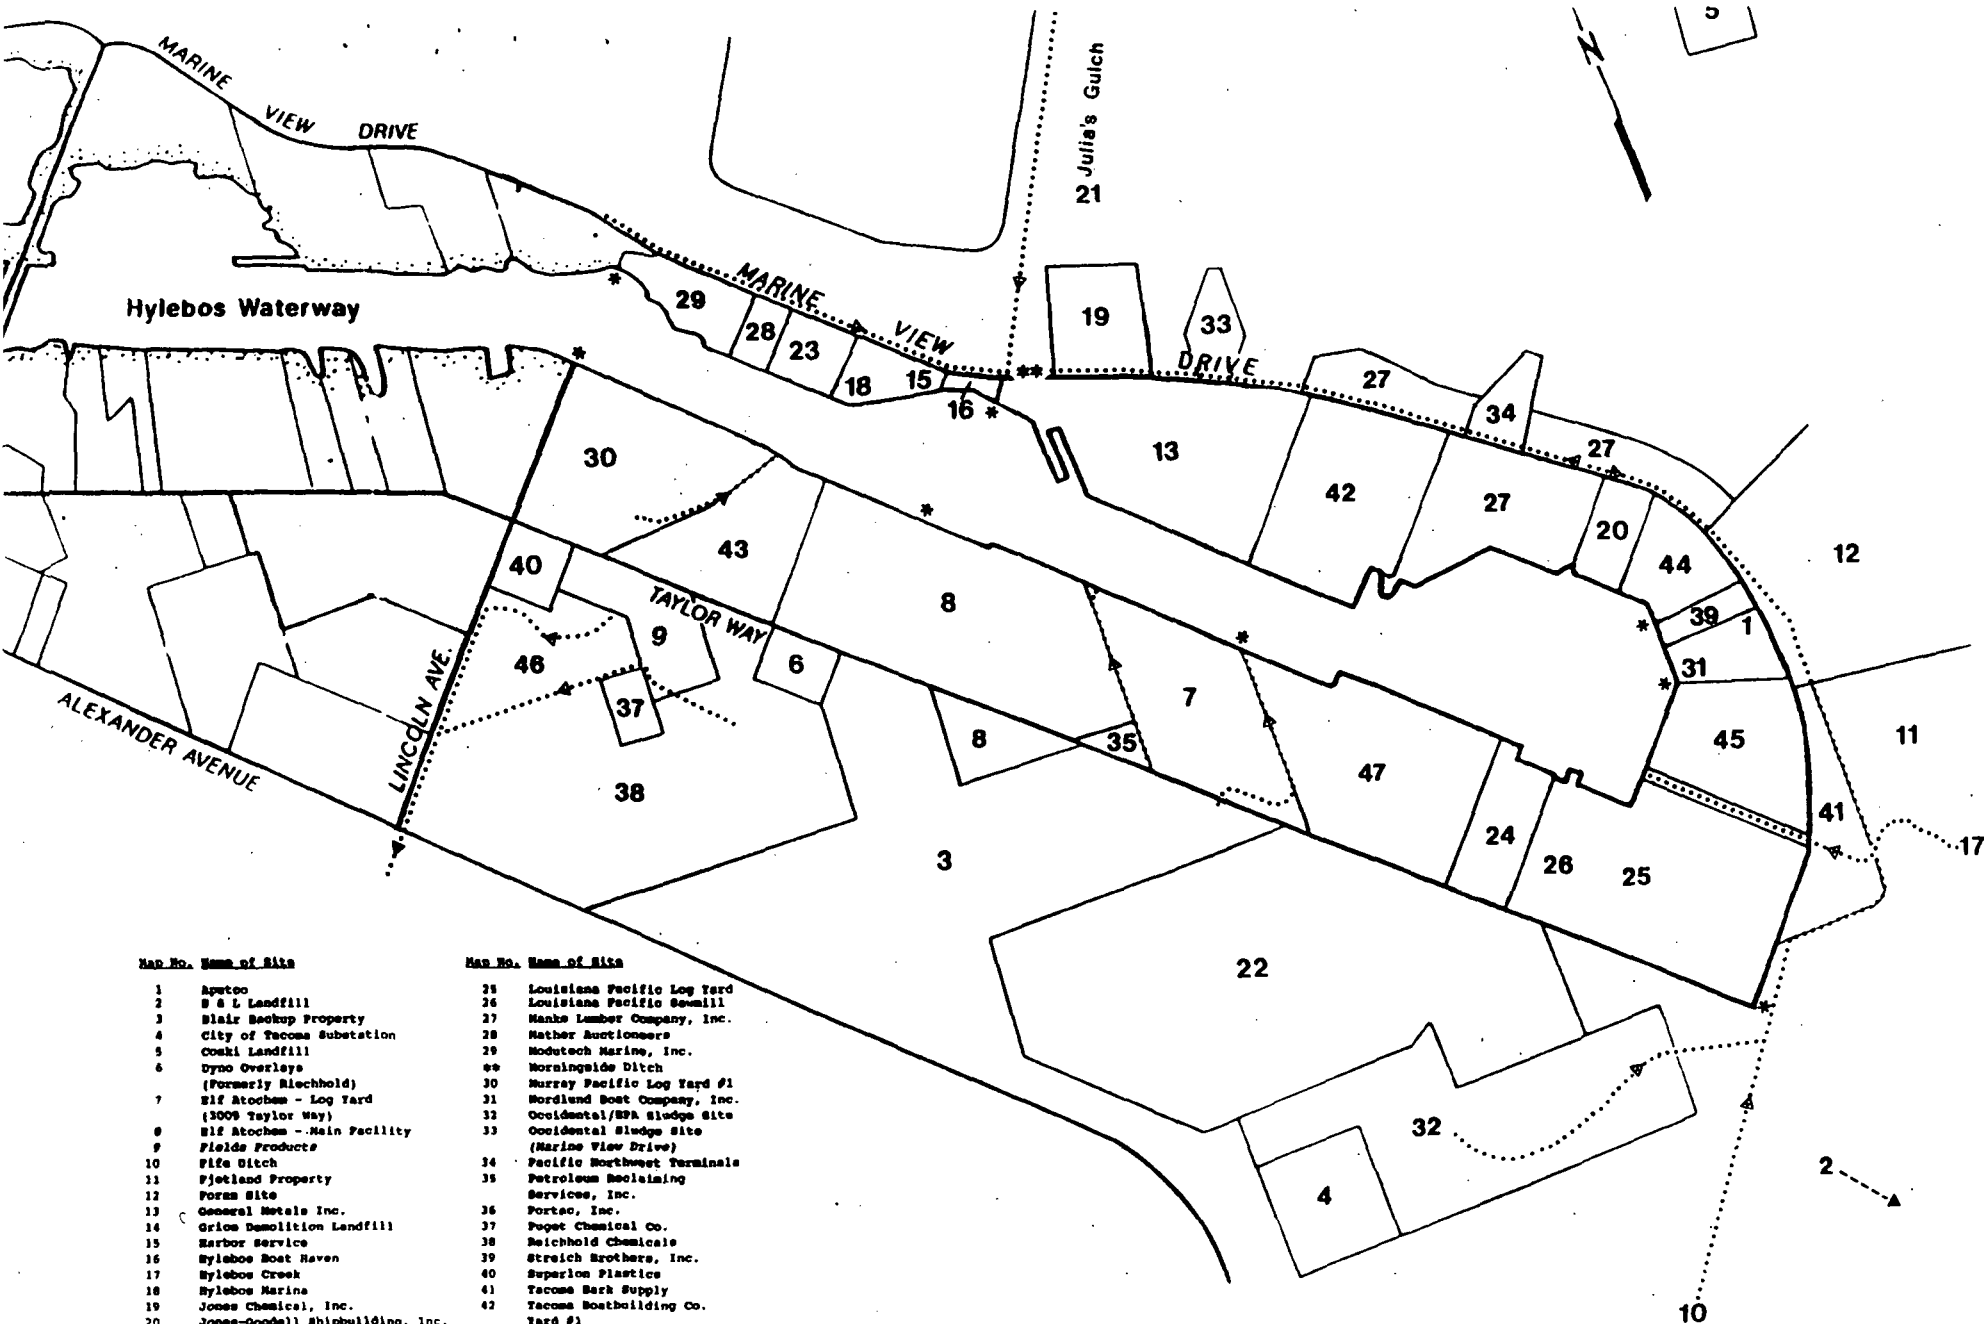 5
N
MARINE
VIEW
DRIVE
Julia's Gulch
21
Hylebos Waterway
29
28
23
18
15
16
MARINE
VIEW
DRIVE
19
33
27
34
27
**
*
*
*
*
*
*
*
*
30
43
13
42
27
20
44
12
40
TAYLOR WAY
9
46
37
6
8
8
35
7
39
1
31
45
11
41
17
47
24
26
25
ALEXANDER AVENUE
LINCOLN AVE.
38
3
22
32
4
2
10
Map No. Name of Site
1 Apetco
2 B & L Landfill
3 Blair Backup Property
4 City of Tacoma Substation
5 Coski Landfill
6 Dyno Overlays
(Formerly Riechhold)
7 Elf Atochem - Log Yard
(3009 Taylor Way)
8 Elf Atochem - Main Facility
9 Fields Products
10 Fife Ditch
11 Fjetland Property
12 Foran Site
13 General Metals Inc.
14 Demolition Landfill
15 Harbor Service
16 Hylebos Boat Haven
17 Hylebos Creek
18 Hylebos Marina
19 Jones Chemical, Inc.
20 Jones-Goodell Shipbuilding, Inc.
Map No. Name of Site
25 Louisiana Pacific Log Yard
26 Louisiana Pacific Sawmill
27 Manke Lumber Company, Inc.
28 Mather Auctioneers
29 Modutech Marine, Inc.
** Morningside Ditch
30 Murray Pacific Log Yard #1
31 Nordlund Boat Company, Inc.
32 Occidental/EPA Sludge Site
33 Occidental Sludge Site
(Marine View Drive)
34 Pacific Northwest Terminals
35 Petroleum Reclaiming
Services, Inc.
36 Portac, Inc.
37 Puget Chemical Co.
38 Reichhold Chemicals
39 Streich Brothers, Inc.
40 Superlon Plastics
41 Tacoma Bark Supply
42 Tacoma Boatbuilding Co.
Yard #1